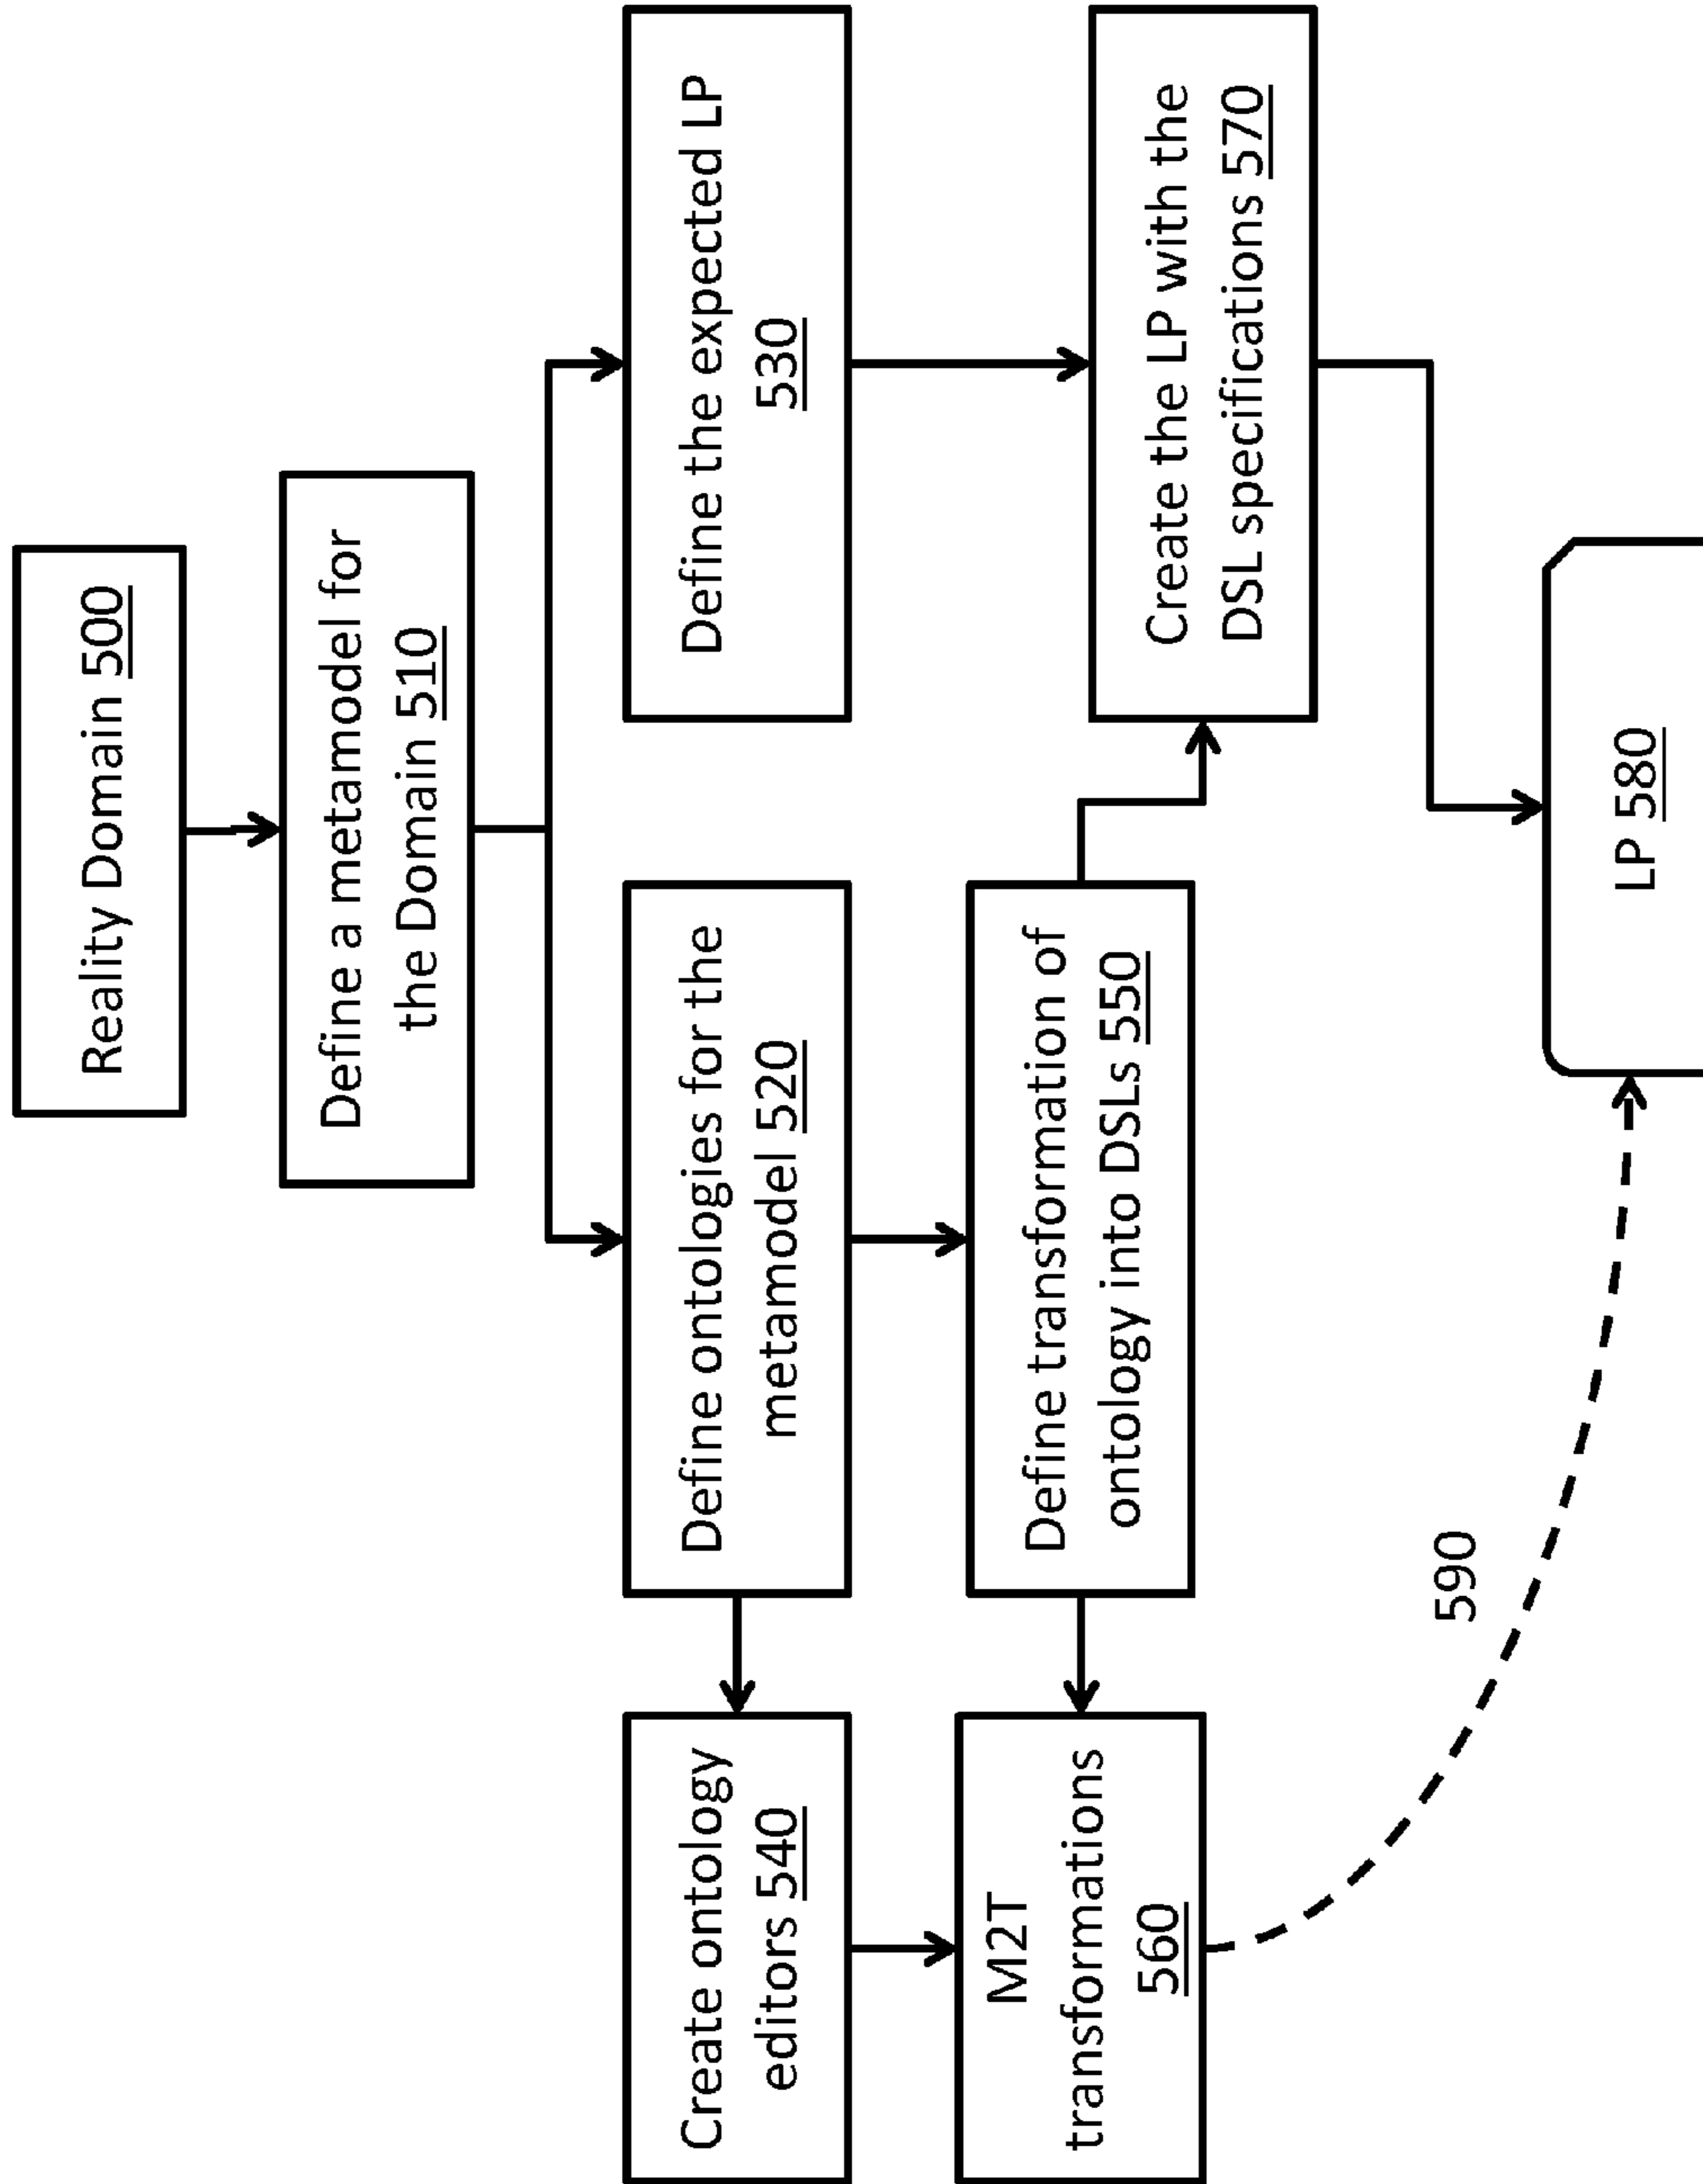 Reality Domain 500
Define a metamodel for
the Domain 510
Create ontology
editors 540
Define ontologies for the
metamodel 520
Define the expected LP
530
M2T
transformations
560
Define transformation of
ontology into DSLs 550
Create the LP with the
DSL specifications 570
590
LP 580